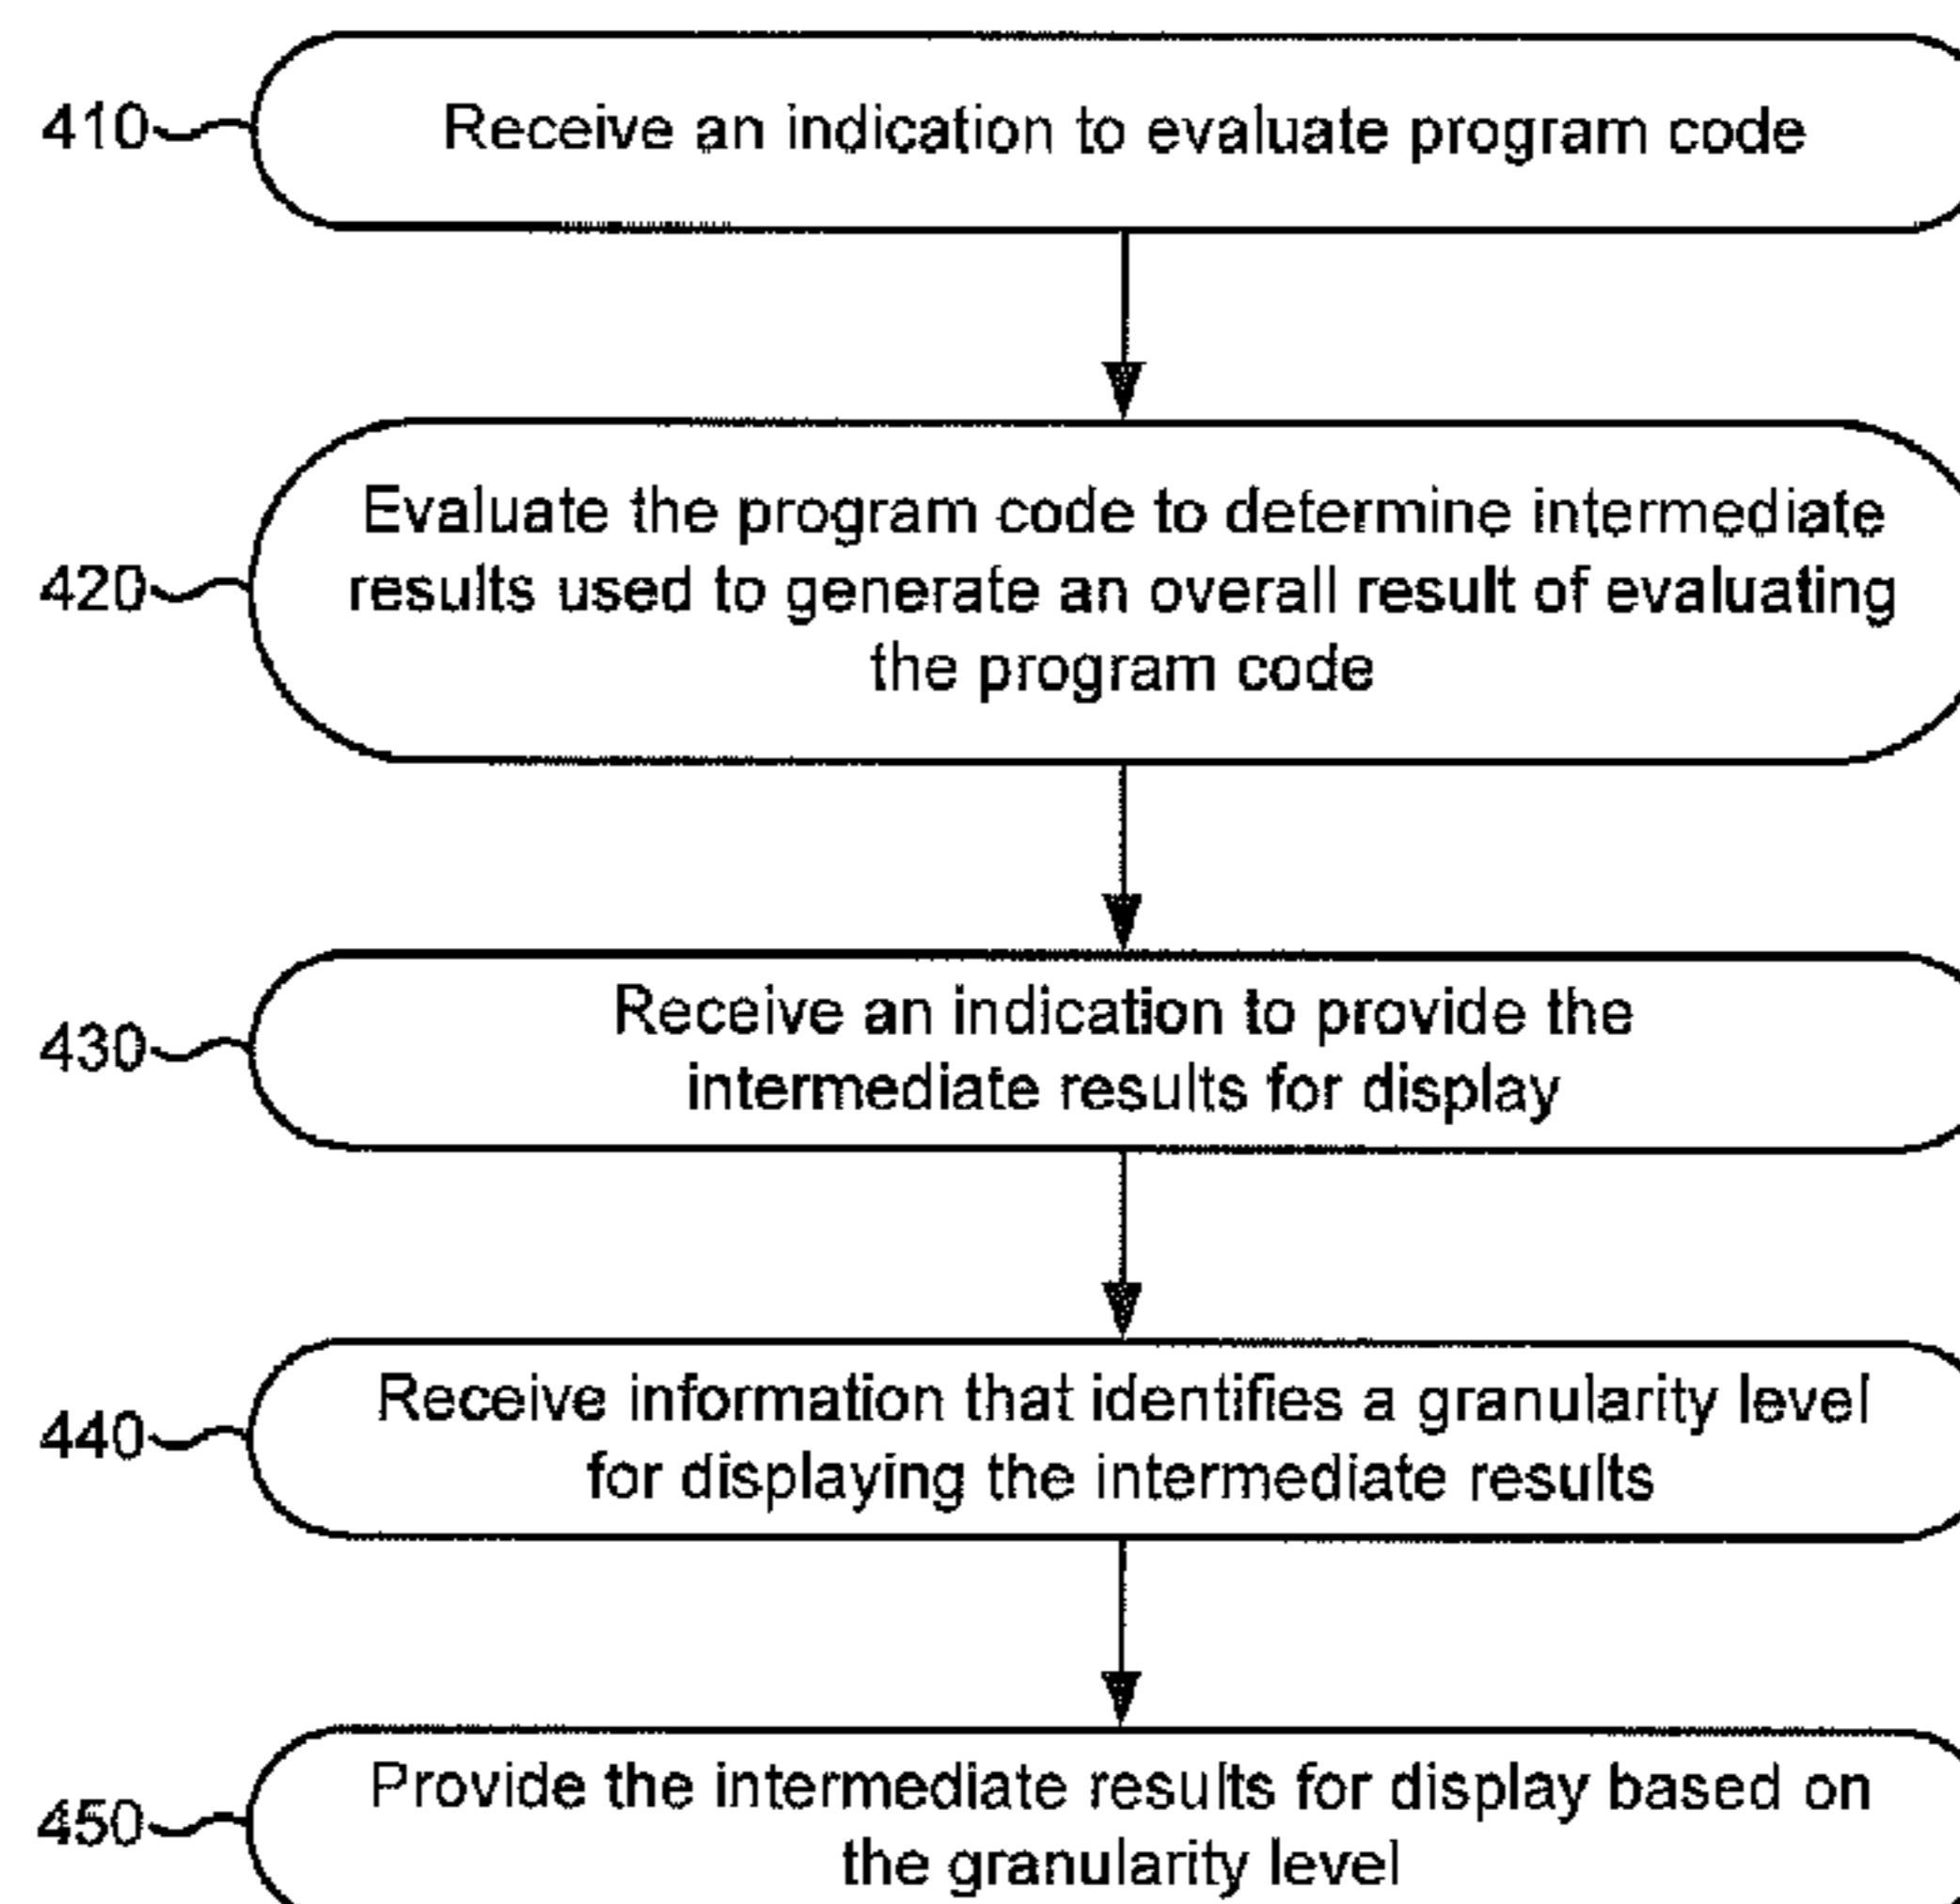 410
Receive an indication to evaluate program code
420
Evaluate the program code to determine intermediate
results used to generate an overall result of evaluating
the program code
430
Receive an indication to provide the
intermediate results for display
440
Receive information that identifies a granularity level
for displaying the intermediate results
450
Provide the intermediate results for display based on
the granularity level